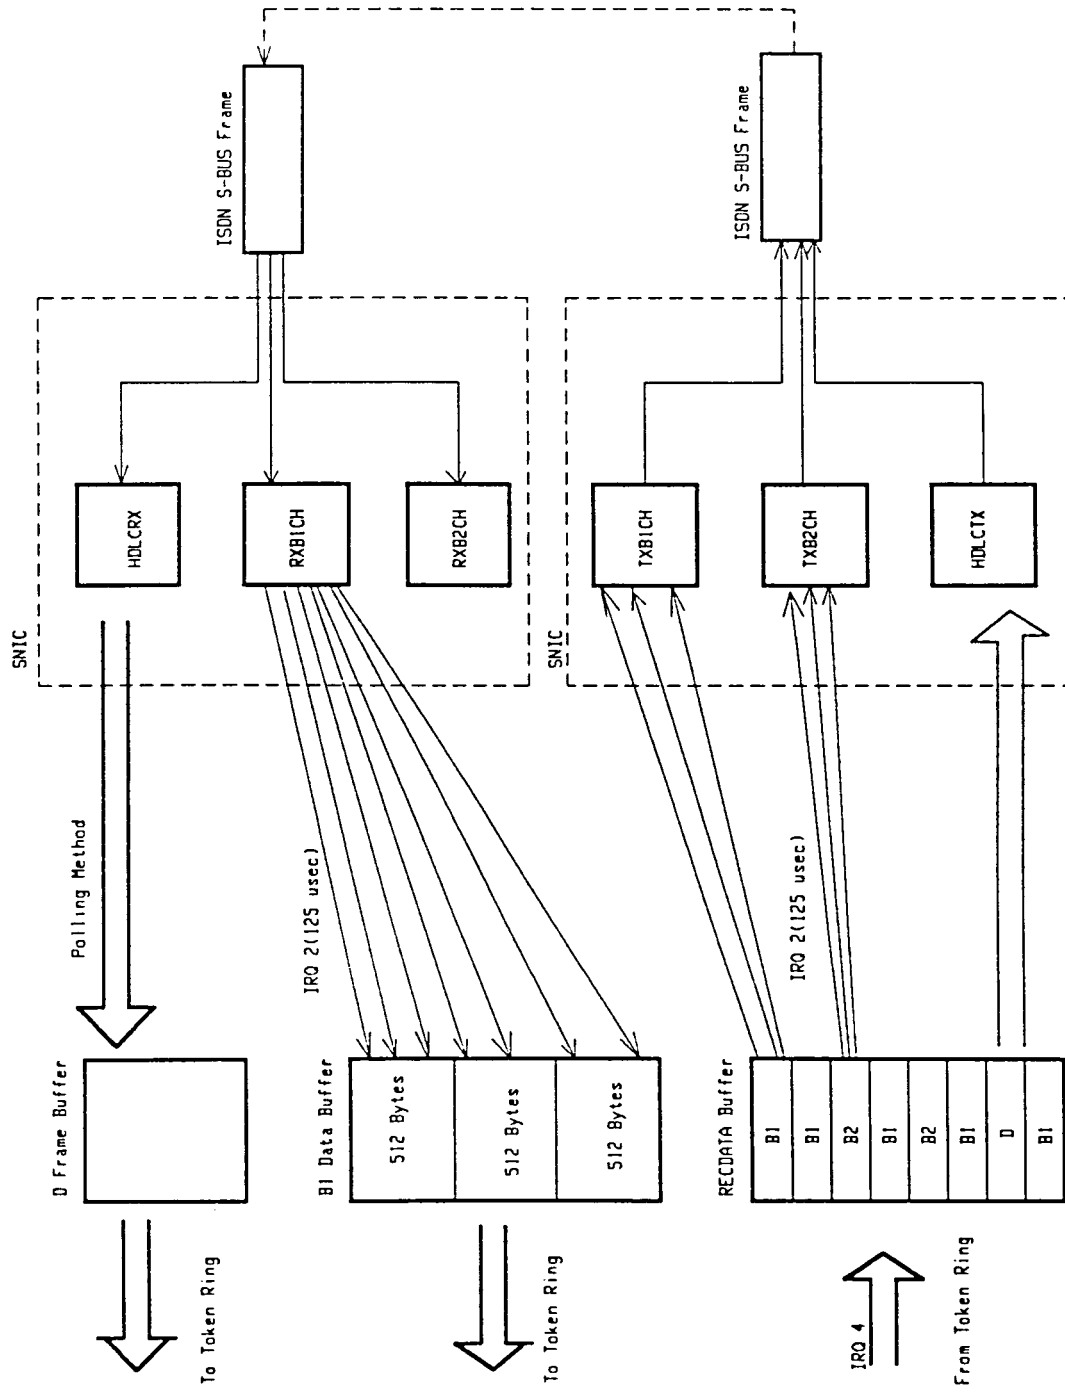 ISDN S-BUS Frame
SNIC
HDLCRX
RXB1CH
RXB2CH
Polling Method
IRQ 2(125 usec)
D Frame Buffer
B1 Data Buffer
512 Bytes
512 Bytes
512 Bytes
To Token Ring
To Token Ring
ISDN S-BUS Frame
SNIC
TXB1CH
TXB2CH
HDLCTX
IRQ 2(125 usec)
RECDATA Buffer
B1
B1
B2
B1
B2
B1
D
B1
IRQ 4
From Token Ring